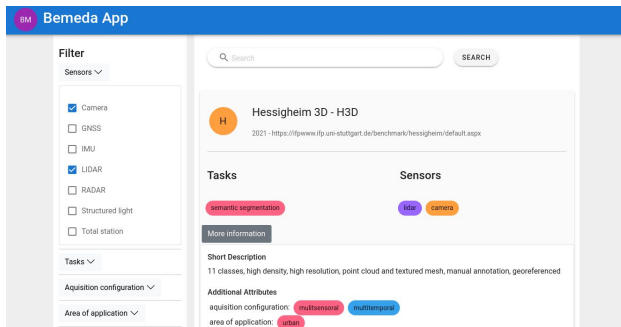 BM Bemeda App
Filter
Sensors
Camera
GNSS
IMU
LIDAR
RADAR
Structured light
Total station
Tasks
Aquisition configuration
Area of application
Search SEARCH
H Hessigheim 3D - H3D
2021 - https://ifpwww.ifp.uni-stuttgart.de/benchmark/hessigheim/default.aspx
Tasks Sensors
semantic segmentation lidar camera
More information
Short Description
11 classes, high density, high resolution, point cloud and textured mesh, manual annotation, georeferenced
Additional Attributes
aquisition configuration: mulitsensoral multitemporal
area of application: urban